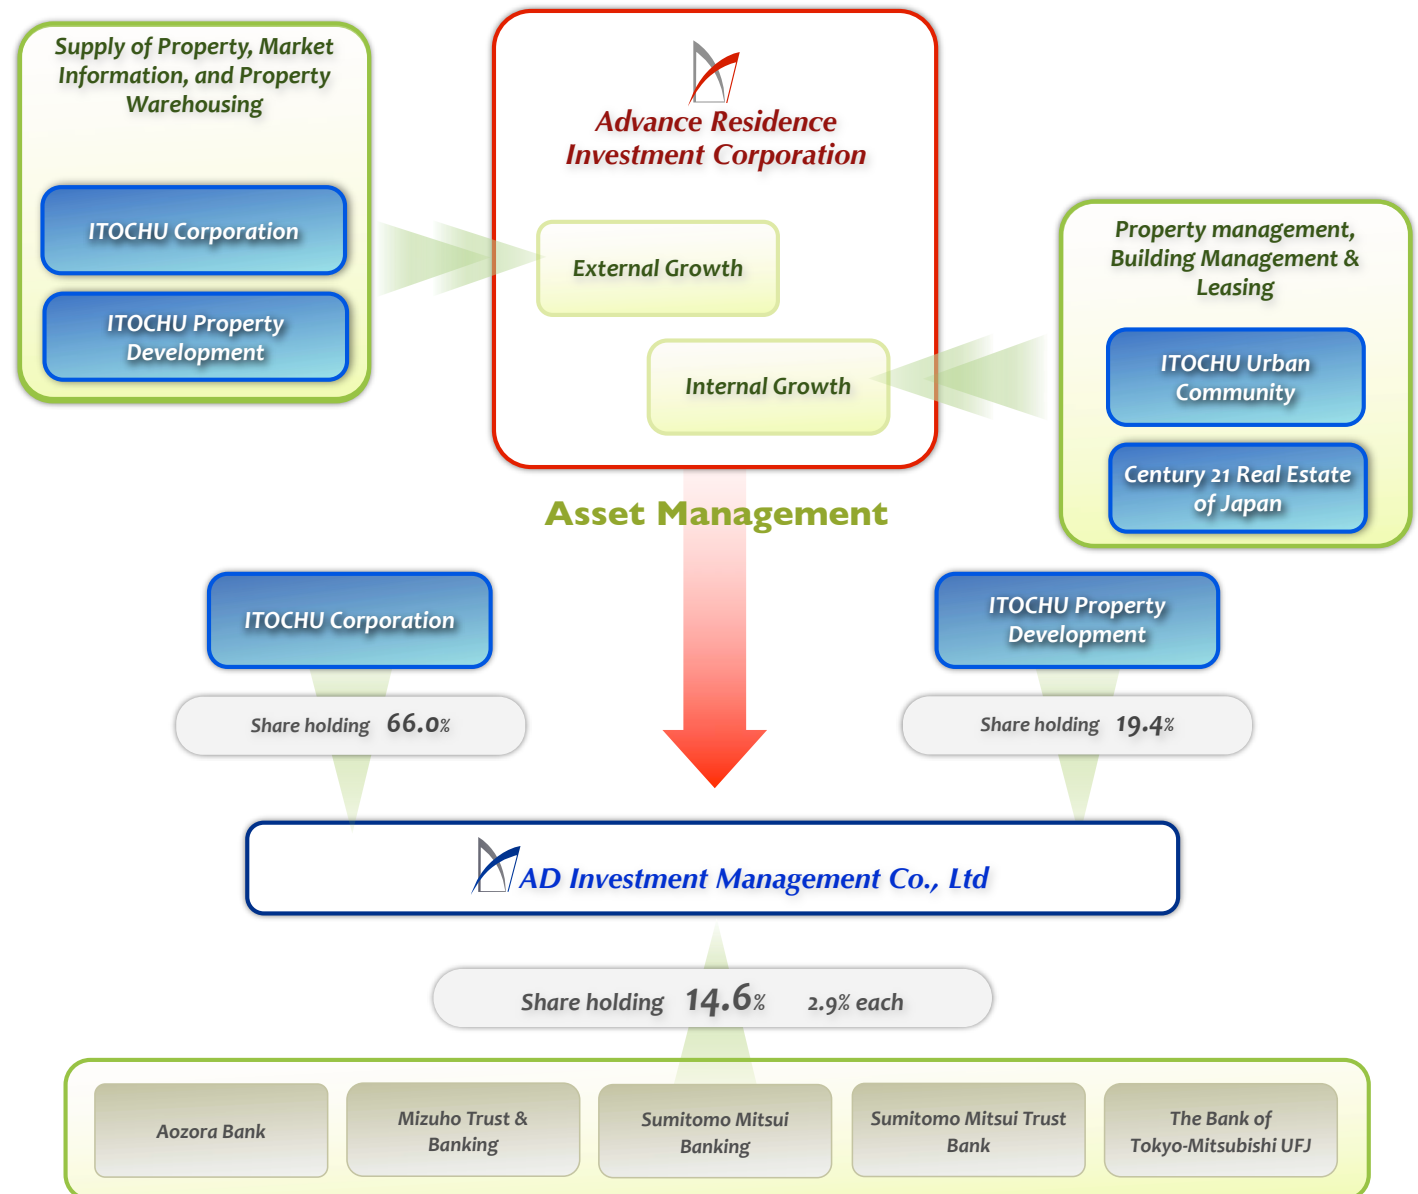 Supply of Property, Market
Information, and Property
Warehousing
ITOCHU Corporation
ITOCHU Property
Development
Advance Residence
Investment Corporation
External Growth
Internal Growth
Property management,
Building Management &
Leasing
ITOCHU Urban
Community
Century 21 Real Estate
of Japan
Asset Management
ITOCHU Corporation
Share holding 66.0%
ITOCHU Property
Development
Share holding 19.4%
AD Investment Management Co., Ltd
Share holding 14.6% 2.9% each
Aozora Bank
Mizuho Trust &
Banking
Sumitomo Mitsui
Banking
Sumitomo Mitsui Trust
Bank
The Bank of
Tokyo-Mitsubishi UFJ